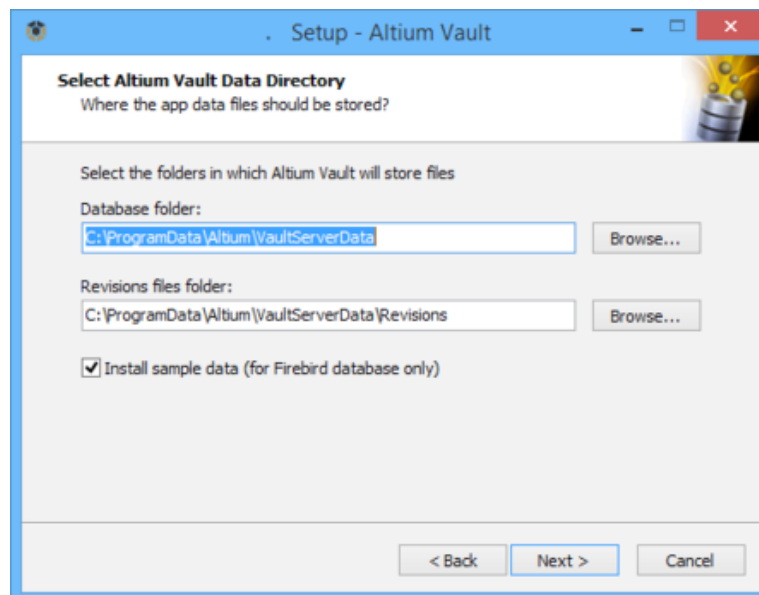 . Setup - Altium Vault
Select Altium Vault Data Directory
Where the app data files should be stored?
Select the folders in which Altium Vault will store files
Database folder:
C:\ProgramData\Altium\VaultServerData
Browse...
Revisions files folder:
C:\ProgramData\Altium\VaultServerData\Revisions
Browse...
Install sample data (for Firebird database only)
< Back Next > Cancel